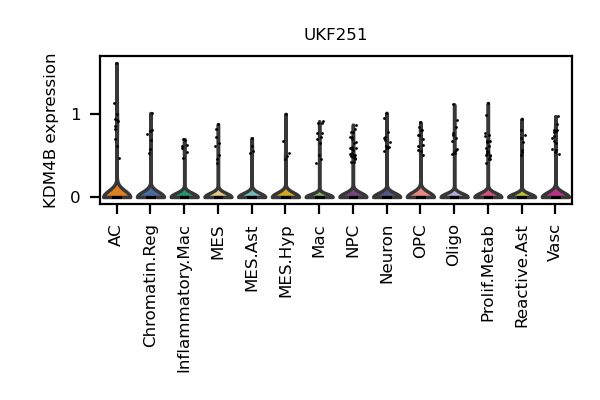 UKF251
KDM4B expression
1
0
AC
Chromatin.Reg
Inflammatory.Mac
MES
MES.Ast
MES.Hyp
Mac
NPC
Neuron
OPC
Oligo
Prolif.Metab
Reactive.Ast
Vasc